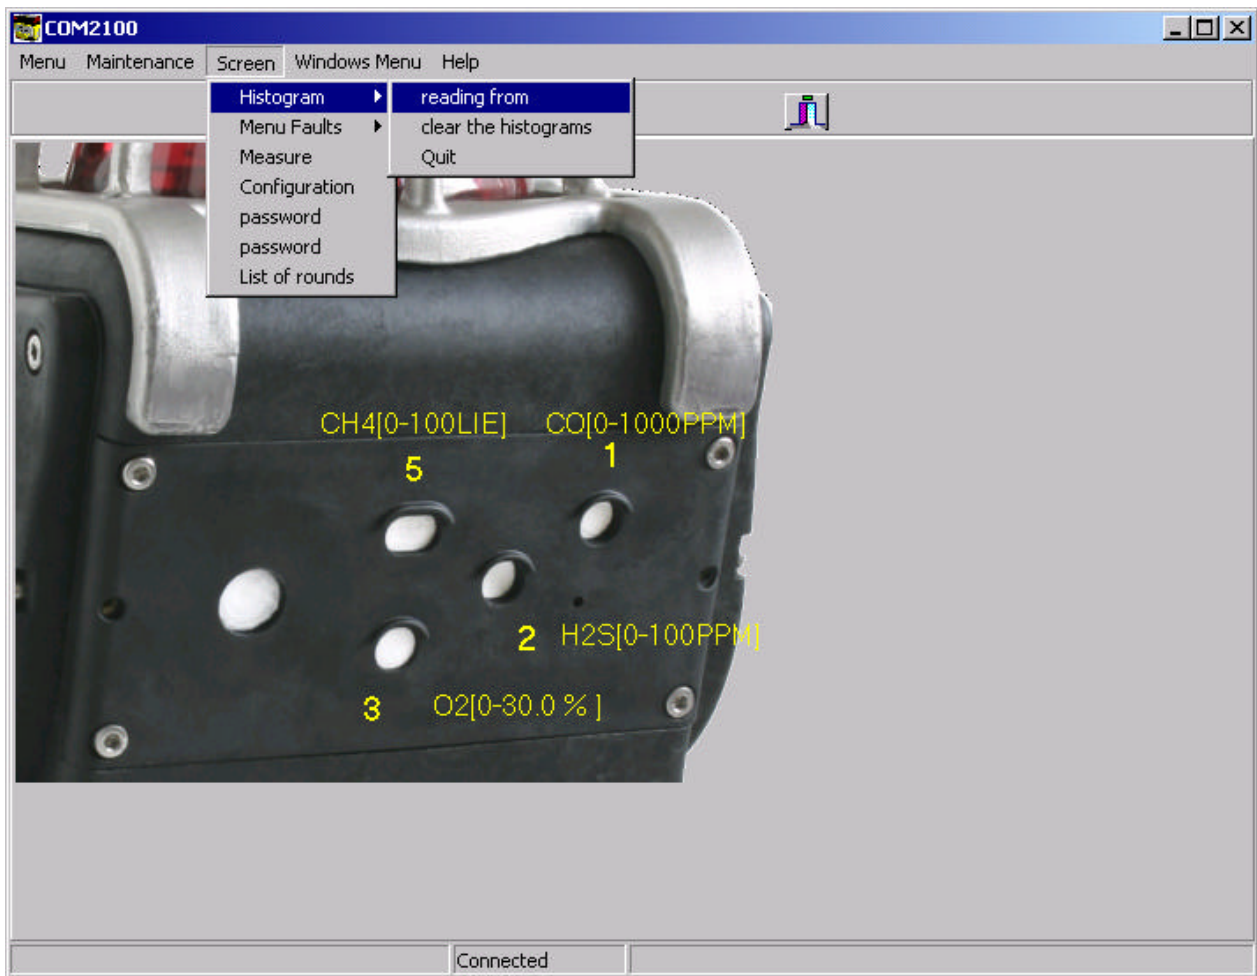 COM2100
Menu Maintenance Screen Windows Menu Help
Histogram reading from
Menu Faults clear the histograms
Measure Quit
Configuration
password
password
List of rounds
CH4[0-100LIE] CO[0-1000PPM]
5 1
2 H2S[0-100PPM]
3 O2[0-30.0 % ]
Connected